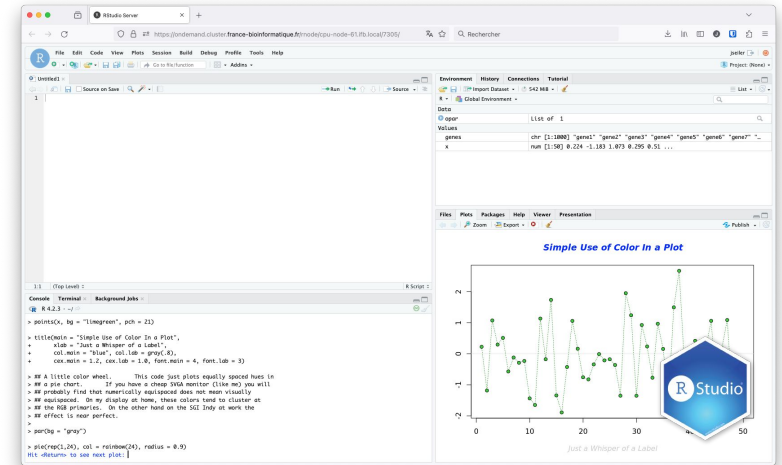 RStudio Server
https://ondemand.cluster.france-bioinformatique.fr/rnode/cpu-node-61.ifb.local/7305/
Rechercher
File Edit Code View Plots Session Build Debug Profile Tools Help
jseiler
Go to file/function
Addins
Project: (None)
Untitled1
Source on Save
Run
Source
1
1:1 (Top Level) R Script
Console Terminal Background Jobs
R 4.2.3 · ~/
> points(x, bg = "limegreen", pch = 21)
> title(main = "Simple Use of Color In a Plot",
+ xlab = "Just a Whisper of a Label",
+ col.main = "blue", col.lab = gray(.8),
+ cex.main = 1.2, cex.lab = 1.0, font.main = 4, font.lab = 3)
> ## A little color wheel. This code just plots equally spaced hues in
> ## a pie chart. If you have a cheap SVGA monitor (like me) you will
> ## probably find that numerically equispaced does not mean visually
> ## equispaced. On my display at home, these colors tend to cluster at
> ## the RGB primaries. On the other hand on the SGI Indy at work the
> ## effect is near perfect.
>
> par(bg = "gray")
> pie(rep(1,24), col = rainbow(24), radius = 0.9)
Hit <Return> to see next plot:
Environment History Connections Tutorial
Import Dataset
542 MiB
List
R Global Environment
Data
opar List of 1
Values
genes chr [1:1000] "gene1" "gene2" "gene3" "gene4" "gene5" "gene6" "gene7" "…
x num [1:50] 0.224 -1.183 1.073 0.295 0.51 ...
Files Plots Packages Help Viewer Presentation
Zoom Export
Publish
Simple Use of Color In a Plot
2
1
0
-1
-2
0 10 20 30 40 50
Just a Whisper of a Label
R Studio